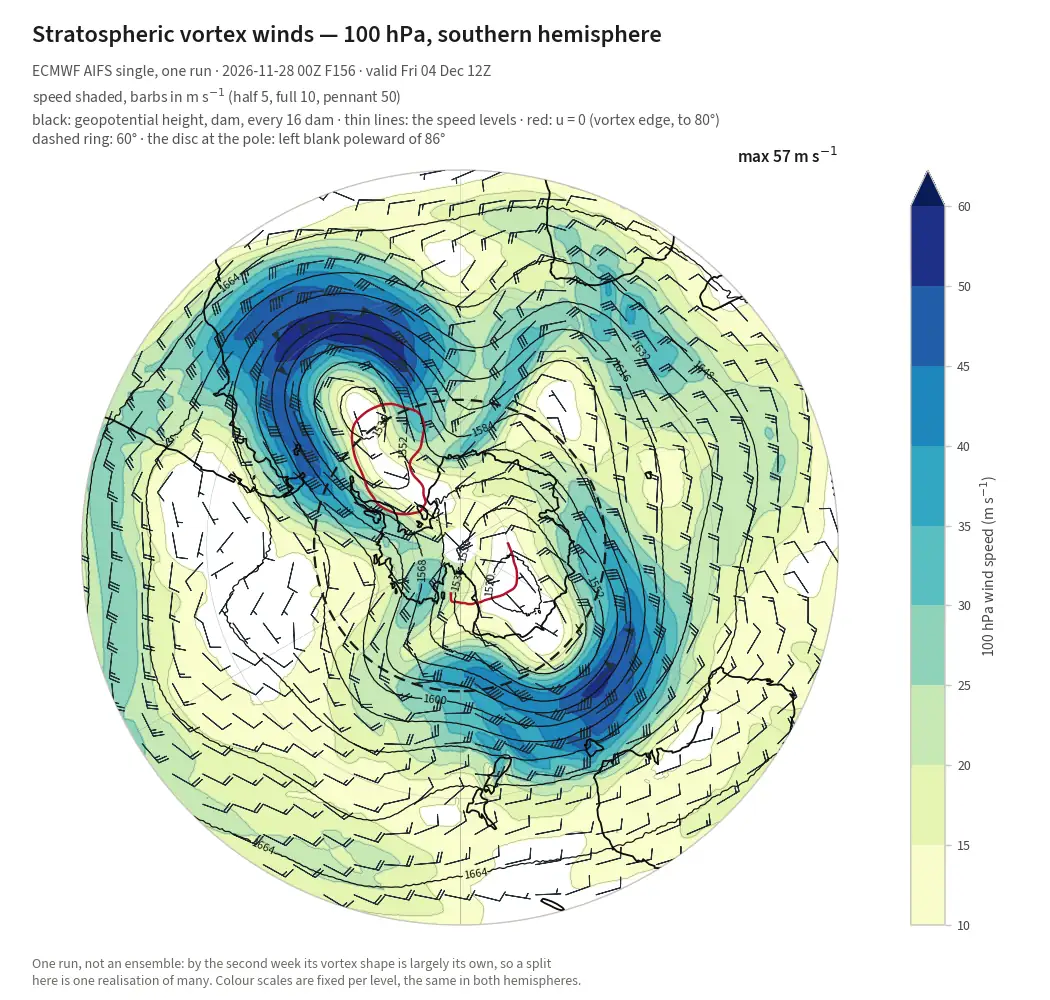 Stratospheric vortex winds — 100 hPa, southern hemisphere
ECMWF AIFS single, one run · 2026-11-28 00Z F156 · valid Fri 04 Dec 12Z
speed shaded, barbs in m s⁻¹ (half 5, full 10, pennant 50)
black: geopotential height, dam, every 16 dam · thin lines: the speed levels · red: u = 0 (vortex edge, to 80°)
dashed ring: 60° · the disc at the pole: left blank poleward of 86°
max 57 m s⁻¹
60
50
45
40
35
30
25
20
15
10
100 hPa wind speed (m s⁻¹)
1664
1632
1616
1648
1584
1552
1568
1600
1664
1664
One run, not an ensemble: by the second week its vortex shape is largely its own, so a split
here is one realisation of many. Colour scales are fixed per level, the same in both hemispheres.